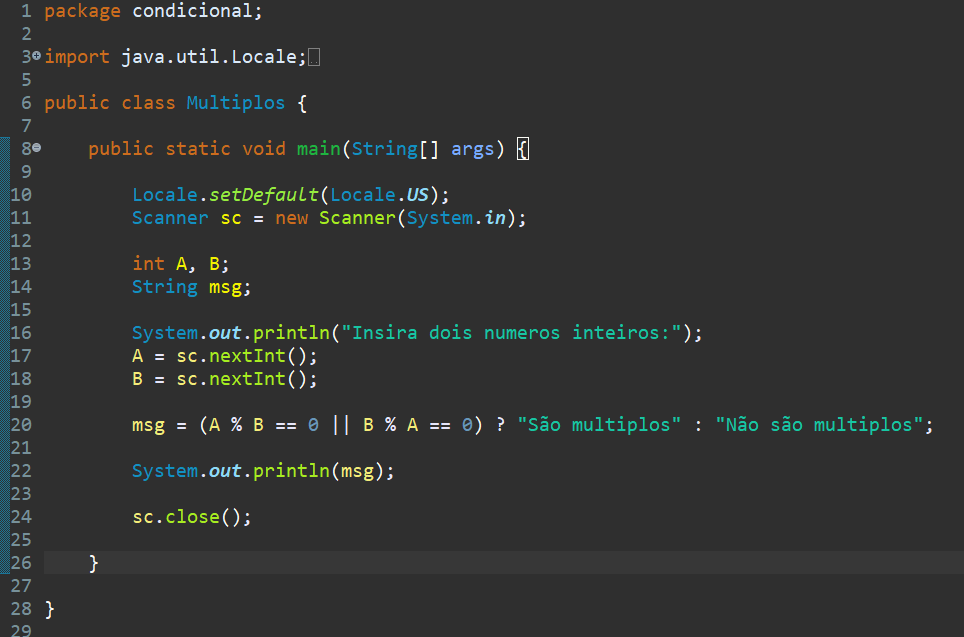 1 package condicional;
2
3 import java.util.Locale;
5
6 public class Multiplos {
7
8     public static void main(String[] args) {
9
10         Locale.setDefault(Locale.US);
11         Scanner sc = new Scanner(System.in);
12
13         int A, B;
14         String msg;
15
16         System.out.println("Insira dois numeros inteiros:");
17         A = sc.nextInt();
18         B = sc.nextInt();
19
20         msg = (A % B == 0 || B % A == 0) ? "São multiplos" : "Não são multiplos";
21
22         System.out.println(msg);
23
24         sc.close();
25
26     }
27
28 }
29